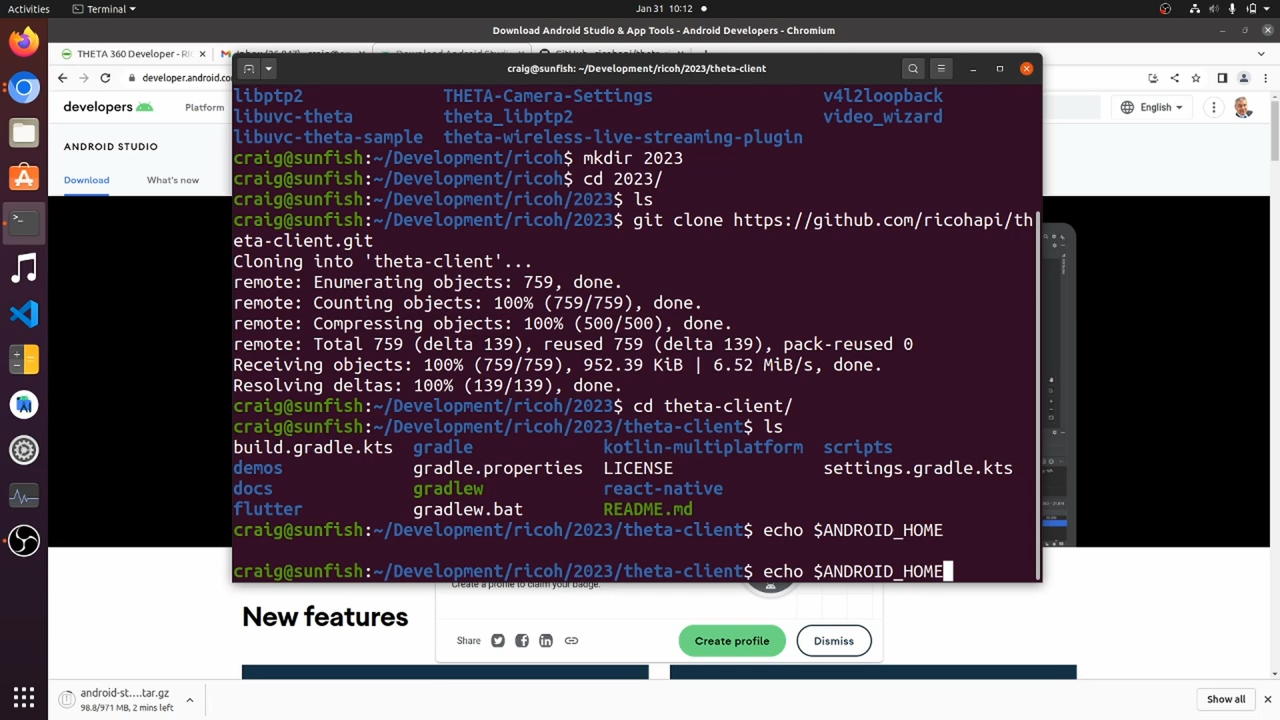 Activities
Terminal
Jan 31 10:12
Download Android Studio & App Tools - Android Developers - Chromium
THETA 360 Developer - RI
developer.android.co
developers
Platform
English
ANDROID STUDIO
Download
What's new
craig@sunfish: ~/Development/ricoh/2023/theta-client
libptp2 THETA-Camera-Settings v4l2loopback
libuvc-theta theta_libptp2 video_wizard
libuvc-theta-sample theta-wireless-live-streaming-plugin
craig@sunfish:~/Development/ricoh$ mkdir 2023
craig@sunfish:~/Development/ricoh$ cd 2023/
craig@sunfish:~/Development/ricoh/2023$ ls
craig@sunfish:~/Development/ricoh/2023$ git clone https://github.com/ricohapi/th
eta-client.git
Cloning into 'theta-client'...
remote: Enumerating objects: 759, done.
remote: Counting objects: 100% (759/759), done.
remote: Compressing objects: 100% (500/500), done.
remote: Total 759 (delta 139), reused 759 (delta 139), pack-reused 0
Receiving objects: 100% (759/759), 952.39 KiB | 6.52 MiB/s, done.
Resolving deltas: 100% (139/139), done.
craig@sunfish:~/Development/ricoh/2023$ cd theta-client/
craig@sunfish:~/Development/ricoh/2023/theta-client$ ls
build.gradle.kts gradle kotlin-multiplatform scripts
demos gradle.properties LICENSE settings.gradle.kts
docs gradlew react-native
flutter gradlew.bat README.md
craig@sunfish:~/Development/ricoh/2023/theta-client$ echo $ANDROID_HOME
craig@sunfish:~/Development/ricoh/2023/theta-client$ echo $ANDROID_HOME
Create a profile to claim your badge.
New features
Share
Create profile
Dismiss
android-st....tar.gz
98.8/971 MB, 2 mins left
Show all